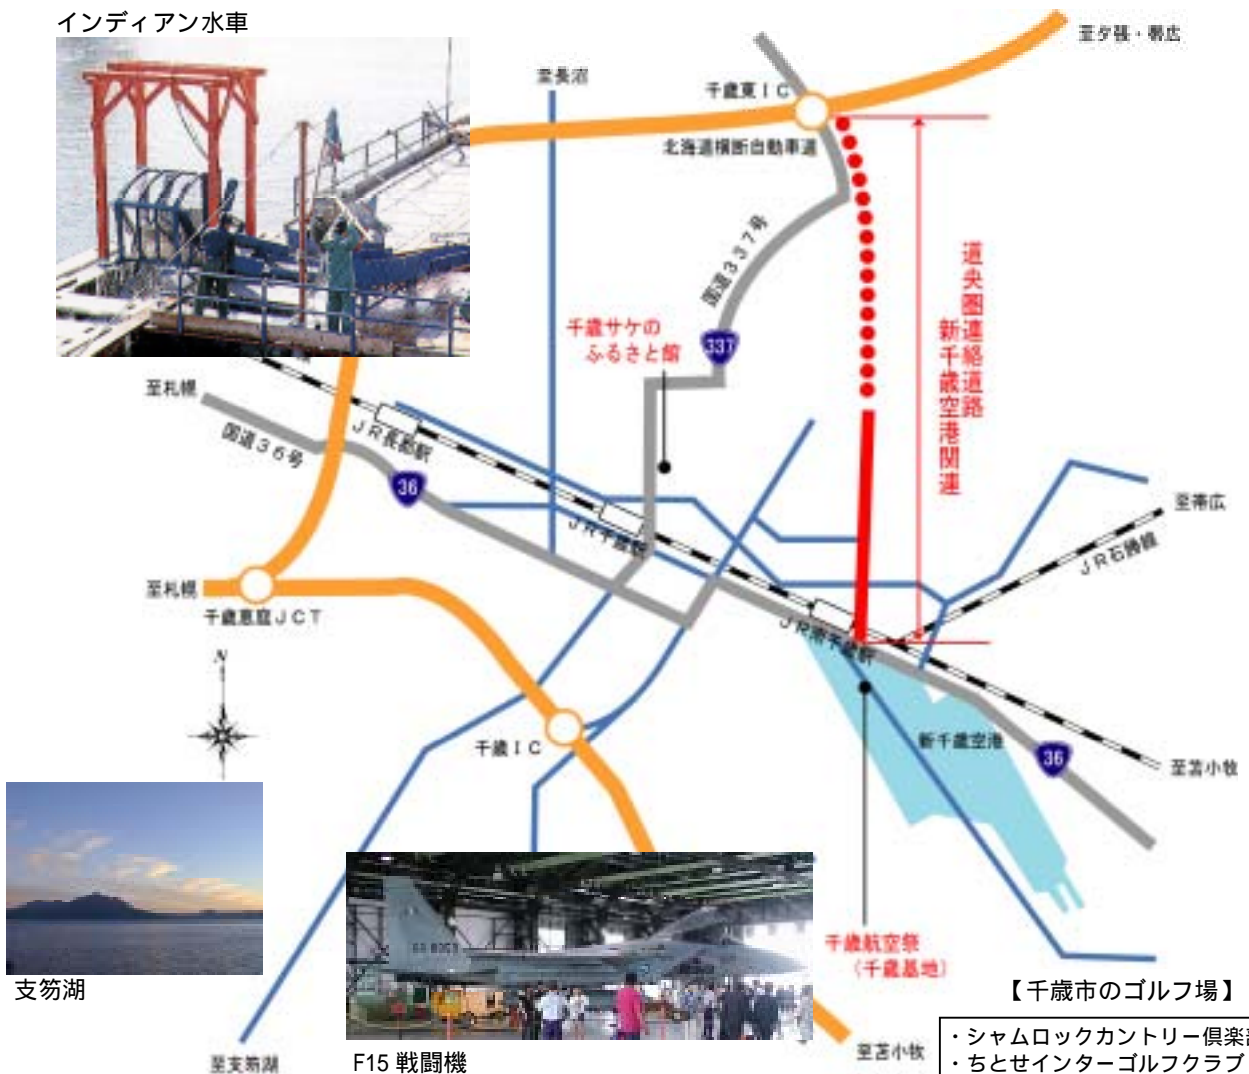 インディアン水車
至夕張・帯広
至長沼
千歳東ＩＣ
北海道横断自動車道
国道３３７号
337
千歳サケの
ふるさと館
道央圏連絡道路
新千歳空港関連
至札幌
国道３６号
ＪＲ長都駅
36
ＪＲ千歳駅
至帯広
ＪＲ石勝線
至札幌
千歳恵庭ＪＣＴ
ＪＲ南千歳駅
N
千歳ＩＣ
新千歳空港
36
至苫小牧
支笏湖
千歳航空祭
（千歳基地）
【千歳市のゴルフ場】
・シャムロックカントリー倶楽部
・ちとせインターゴルフクラブ
至支笏湖
F15 戦闘機
至苫小牧